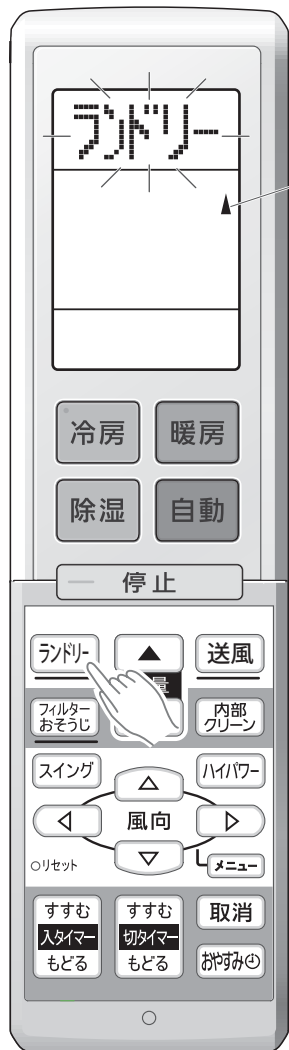 ランドリー
冷房 暖房
除湿 自動
停止
ランドリー 送風
フィルター
おそうじ
内部
クリーン
スイング ハイパワー
風向
○リセット メニュー
すすむ すすむ 取消
入タイマー 切タイマー
もどる もどる おやすみ